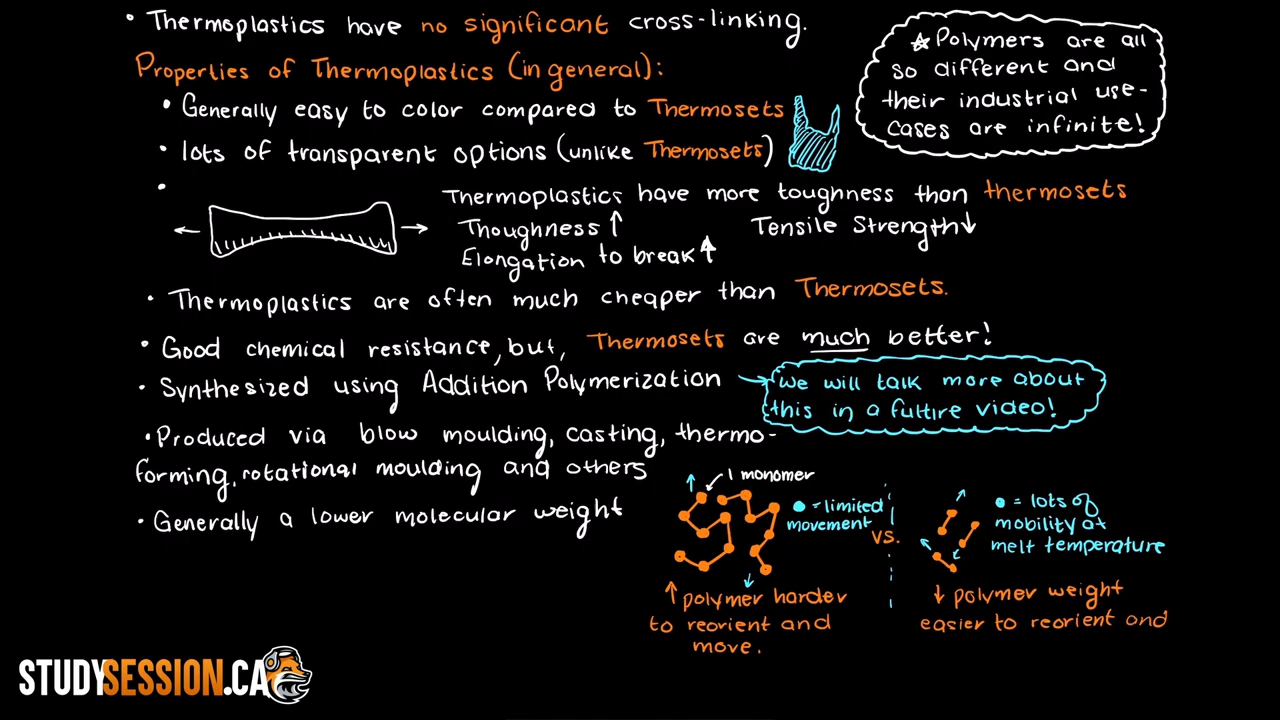 • Thermoplastics have no significant cross-linking.
Properties of Thermoplastics (in general):
• Generally easy to color compared to Thermosets
• lots of transparent options (unlike Thermosets)
☆ Polymers are all
so different and
their industrial use-
cases are infinite!
• Thermoplastics have more toughness than thermosets
Thoughness ↑ Tensile Strength ↓
Elongation to break ↑
• Thermoplastics are often much cheaper than Thermosets.
• Good chemical resistance, but, Thermosets are much better!
• Synthesized using Addition Polymerization → We will talk more about
this in a fultire video!
• Produced via blow moulding, casting, thermo-
forming, rotational moulding and others
• Generally a lower molecular weight
1 monomer
• = limited
movement
↑ polymer harder
to reorient and
move.
vs.
• = lots of
mobility at
melt temperature
↓ polymer weight
easier to reorient and
STUDYSESSION.CA